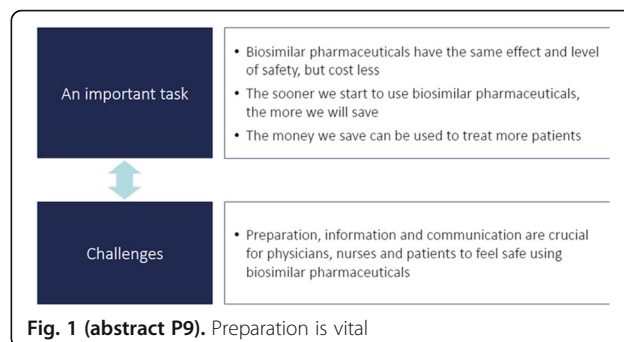 An important task
• Biosimilar pharmaceuticals have the same effect and level
of safety, but cost less
• The sooner we start to use biosimilar pharmaceuticals,
the more we will save
• The money we save can be used to treat more patients
Challenges
• Preparation, information and communication are crucial
for physicians, nurses and patients to feel safe using
biosimilar pharmaceuticals
Fig. 1 (abstract P9). Preparation is vital